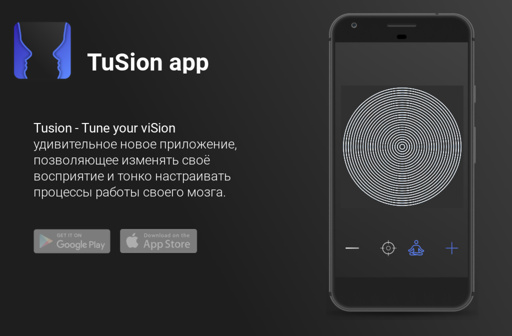 TuSion app
Tusion - Tune your viSion
удивительное новое приложение,
позволяющее изменять своё
восприятие и тонко настраивать
процессы работы своего мозга.
GET IT ON
Google Play
Download on the
App Store